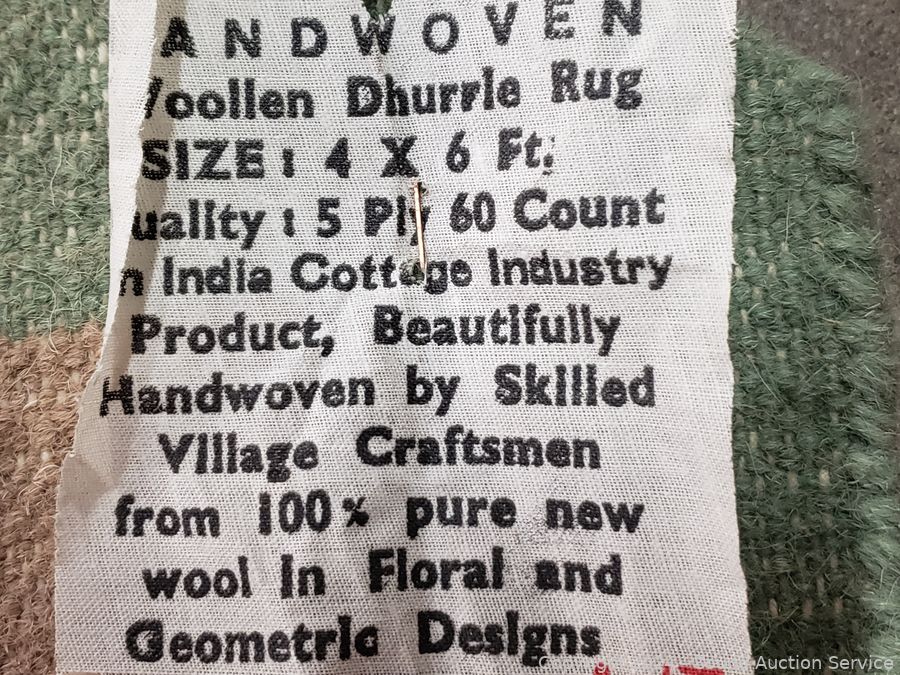 ANDWOVEN
oollen Dhurrie Rug
SIZE : 4 X 6 Ft.
uality : 5 Ply 60 Count
n India Cottage Industry
Product, Beautifully
Handwoven by Skilled
Village Craftsmen
from 100% pure new
wool in Floral and
Geometric Designs
Auction Service